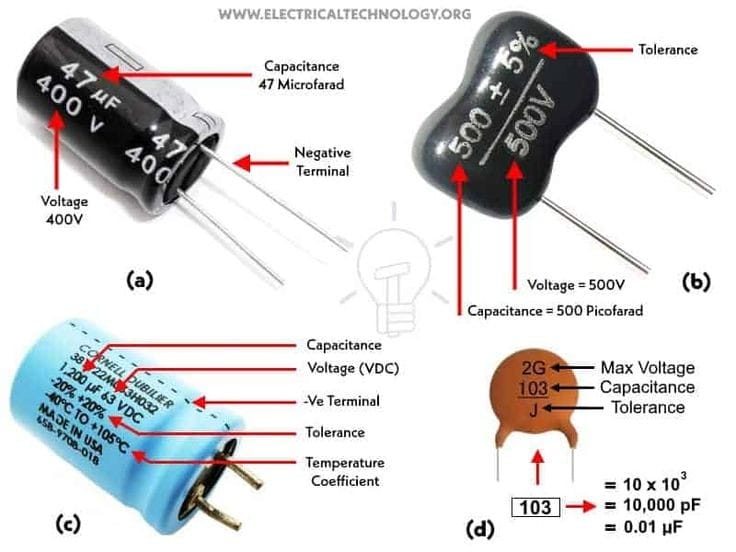 WWW.ELECTRICALTECHNOLOGY.ORG
47 µF
400 V
47
400
Capacitance
47 Microfarad
Negative
Terminal
Voltage
400V
(a)
500 ± 5%
500V
Tolerance
Voltage = 500V
Capacitance = 500 Picofarad
(b)
CORNELL DUBILIER
1,200 µF 63 VDC
-20% +20%
-40°C TO +105°C
MADE IN USA
Capacitance
Voltage (VDC)
-Ve Terminal
Tolerance
Temperature
Coefficient
(c)
2G
103
J
Max Voltage
Capacitance
Tolerance
103
= 10 x 10³
= 10,000 pF
= 0.01 µF
(d)